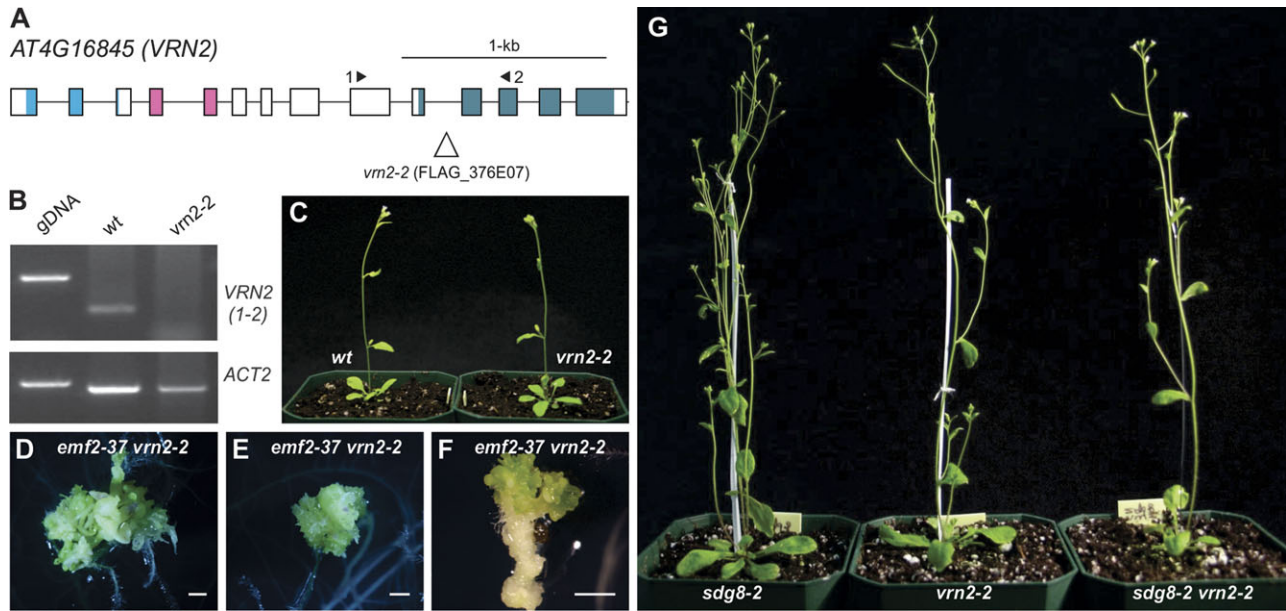 A
AT4G16845 (VRN2)
1-kb
1
2
vrn2-2 (FLAG_376E07)
B
gDNA
wt
vrn2-2
VRN2
(1-2)
ACT2
C
wt
vrn2-2
D
emf2-37 vrn2-2
E
emf2-37 vrn2-2
F
emf2-37 vrn2-2
G
sdg8-2
vrn2-2
sdg8-2 vrn2-2